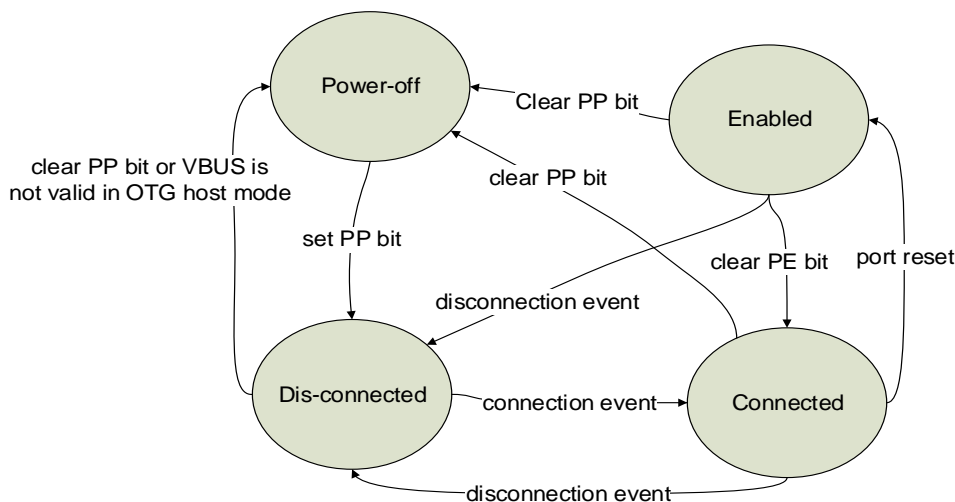 Power-off
Clear PP bit
Enabled
clear PP bit or VBUS is
not valid in OTG host mode
clear PP bit
set PP bit
clear PE bit
port reset
disconnection event
Dis-connected
connection event
Connected
disconnection event